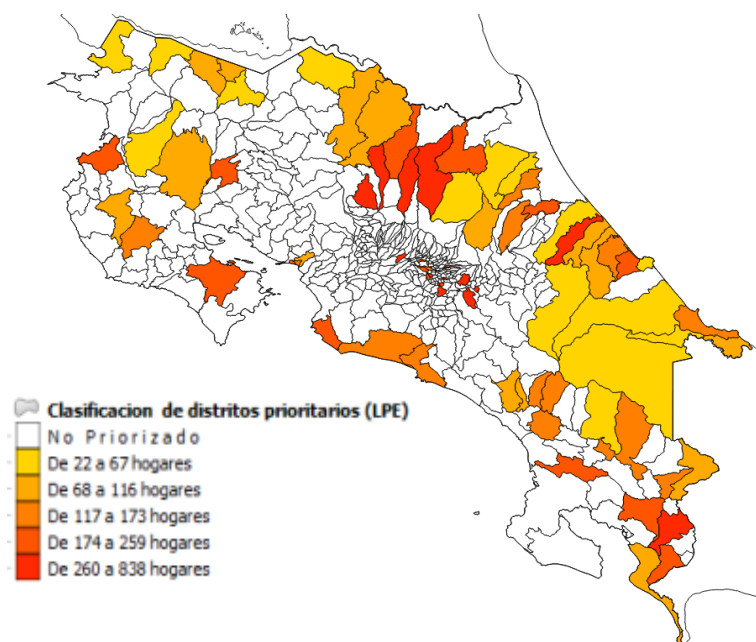 Clasificacion de distritos prioritarios (LPE)
No Priorizado
De 22 a 67 hogares
De 68 a 116 hogares
De 117 a 173 hogares
De 174 a 259 hogares
De 260 a 838 hogares